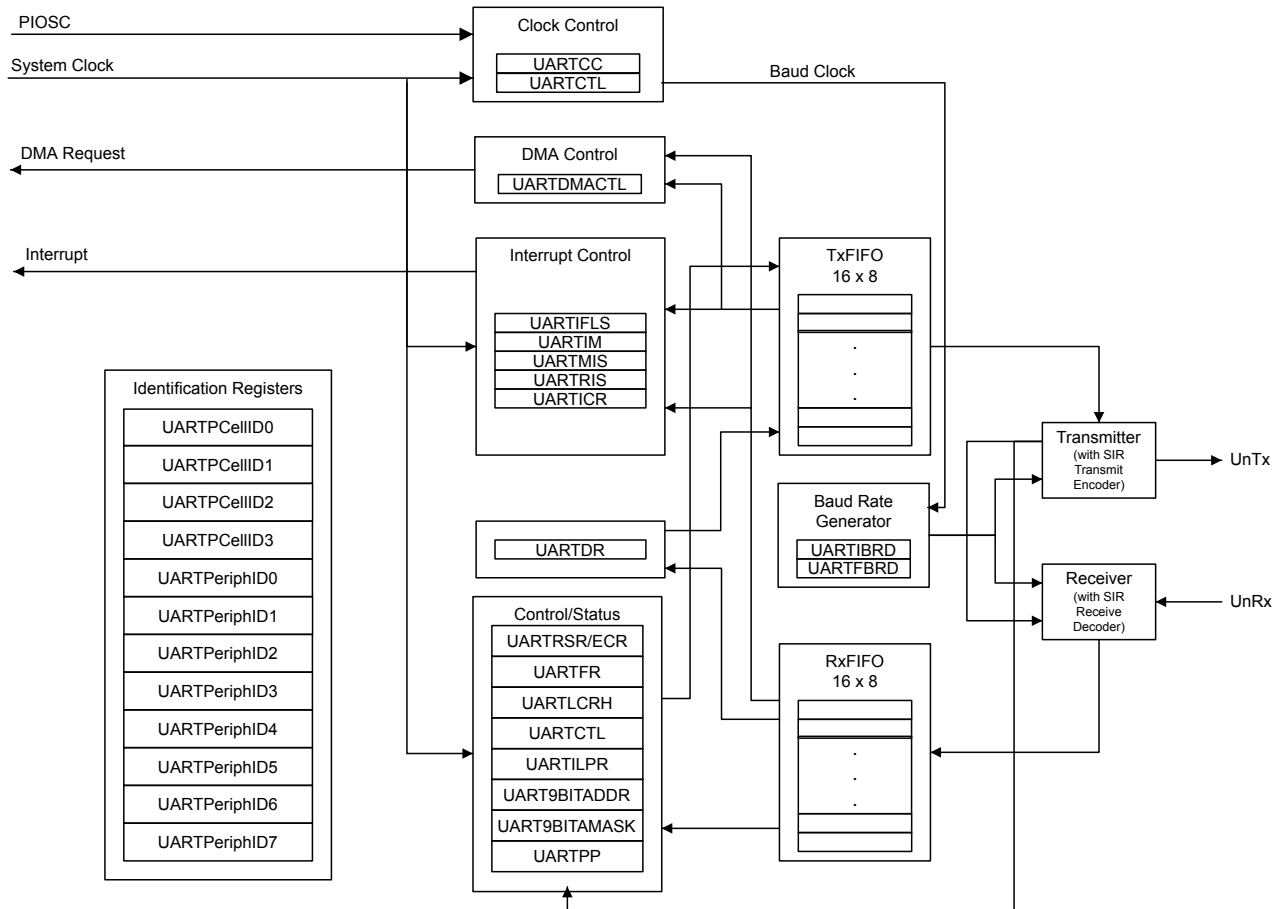 PIOSC
System Clock
Clock Control
UARTCC
UARTCTL
Baud Clock
DMA Request
DMA Control
UARTDMACTL
Interrupt
Interrupt Control
UARTIFLS
UARTIM
UARTMIS
UARTRIS
UARTICR
TxFIFO
16 x 8
.
.
.
Identification Registers
UARTPCellID0
UARTPCellID1
UARTPCellID2
UARTPCellID3
UARTPeriphID0
UARTPeriphID1
UARTPeriphID2
UARTPeriphID3
UARTPeriphID4
UARTPeriphID5
UARTPeriphID6
UARTPeriphID7
UARTDR
Baud Rate
Generator
UARTIBRD
UARTFBRD
Transmitter
(with SIR
Transmit
Encoder)
UnTx
Receiver
(with SIR
Receive
Decoder)
UnRx
Control/Status
UARTRSR/ECR
UARTFR
UARTLCRH
UARTCTL
UARTILPR
UART9BITADDR
UART9BITAMASK
UARTPP
RxFIFO
16 x 8
.
.
.